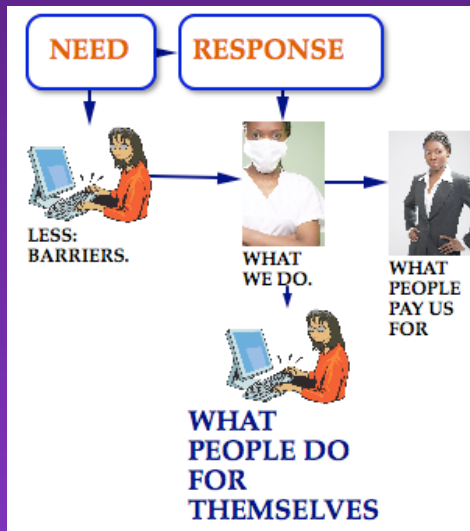 NEED
RESPONSE
LESS:
BARRIERS.
WHAT
WE DO.
WHAT
PEOPLE
PAY US
FOR
WHAT
PEOPLE DO
FOR
THEMSELVES